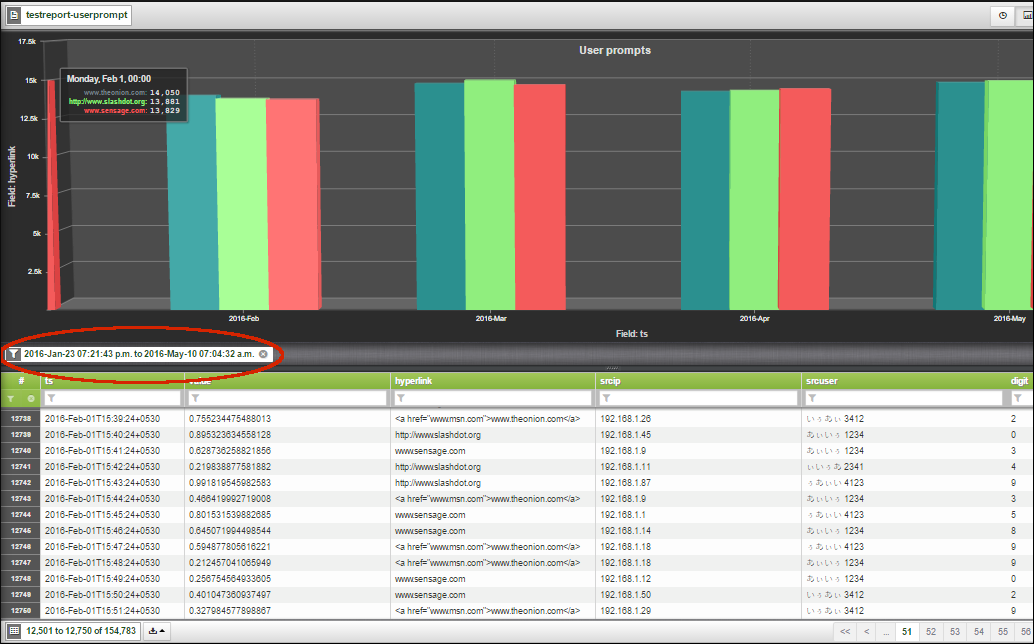 testreport-userprompt
User prompts
17.5k
15k
12.5k
10k
7.5k
5k
2.5k
Field: hyperlink
Monday, Feb 1, 00:00
www.theonion.com: 14,050
http://www.slashdot.org: 13,881
www.sensage.com: 13,829
2016-Feb 2016-Mar 2016-Apr 2016-May
Field: ts
2016-Jan-23 07:21:43 p.m. to 2016-May-10 07:04:32 a.m.
# ts value hyperlink srcip srcuser digit
12738 2016-Feb-01T15:39:24+0530 0.755234475488013 <a href="www.msn.com">www.theonion.com</a> 192.168.1.26 いぅぁぃ 3412 2
12739 2016-Feb-01T15:40:24+0530 0.895323634558128 http://www.slashdot.org 192.168.1.45 あぃいぅ 1234 0
12740 2016-Feb-01T15:41:24+0530 0.628736258821856 www.sensage.com 192.168.1.9 あぃいぅ 1234 3
12741 2016-Feb-01T15:42:24+0530 0.219838877581882 http://www.slashdot.org 192.168.1.11 ぃいぅあ 2341 4
12742 2016-Feb-01T15:43:24+0530 0.991819545982583 http://www.slashdot.org 192.168.1.87 ぅあぃい 4123 9
12743 2016-Feb-01T15:44:24+0530 0.466419992719008 <a href="www.msn.com">www.theonion.com</a> 192.168.1.9 あぃいぅ 1234 3
12744 2016-Feb-01T15:45:24+0530 0.801531539882685 www.sensage.com 192.168.1.1 ぅあぃい 4123 5
12745 2016-Feb-01T15:46:24+0530 0.645071994498544 www.sensage.com 192.168.1.14 あぃいぅ 1234 8
12746 2016-Feb-01T15:47:24+0530 0.594877805616221 <a href="www.msn.com">www.theonion.com</a> 192.168.1.18 ぅあぃい 4123 9
12747 2016-Feb-01T15:48:24+0530 0.212457041065949 <a href="www.msn.com">www.theonion.com</a> 192.168.1.18 あぃいぅ 1234 9
12748 2016-Feb-01T15:49:24+0530 0.256754564933605 www.sensage.com 192.168.1.12 あぃいぅ 1234 0
12749 2016-Feb-01T15:50:24+0530 0.401047360937497 www.sensage.com 192.168.1.50 いぅあぃ 3412 2
12750 2016-Feb-01T15:51:24+0530 0.327984577898867 <a href="www.msn.com">www.theonion.com</a> 192.168.1.29 いぅあぃ 3412 9
12,501 to 12,750 of 154,783 << < ... 51 52 53 54 55 56